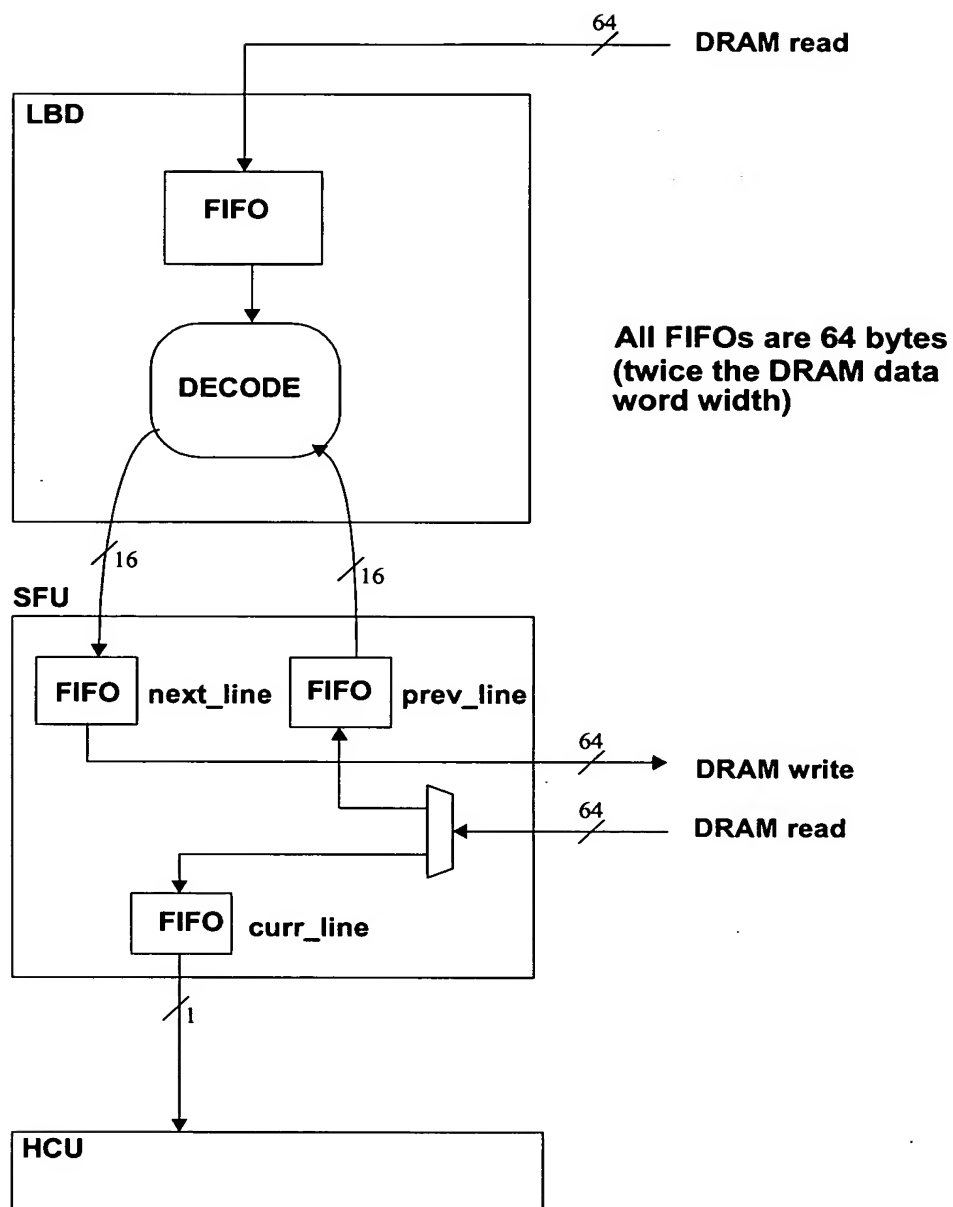 64
DRAM read
LBD
FIFO
All FIFOs are 64 bytes
(twice the DRAM data
word width)
DECODE
16
16
SFU
FIFO
next_line
FIFO
prev_line
64
DRAM write
64
DRAM read
FIFO
curr_line
1
HCU